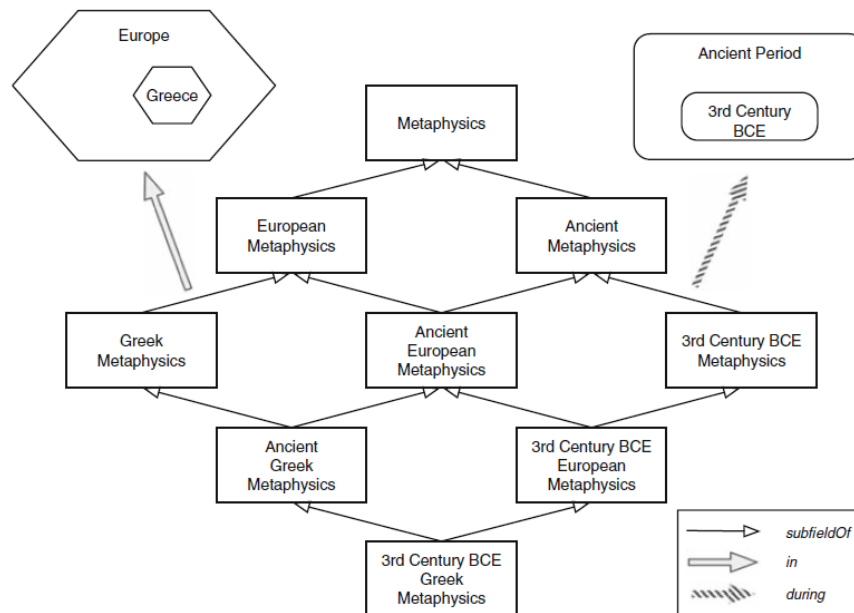 Europe
Greece
Ancient Period
3rd Century
BCE
Metaphysics
European
Metaphysics
Ancient
Metaphysics
Greek
Metaphysics
Ancient
European
Metaphysics
3rd Century BCE
Metaphysics
Ancient
Greek
Metaphysics
3rd Century BCE
European
Metaphysics
3rd Century BCE
Greek
Metaphysics
subfieldOf
in
during